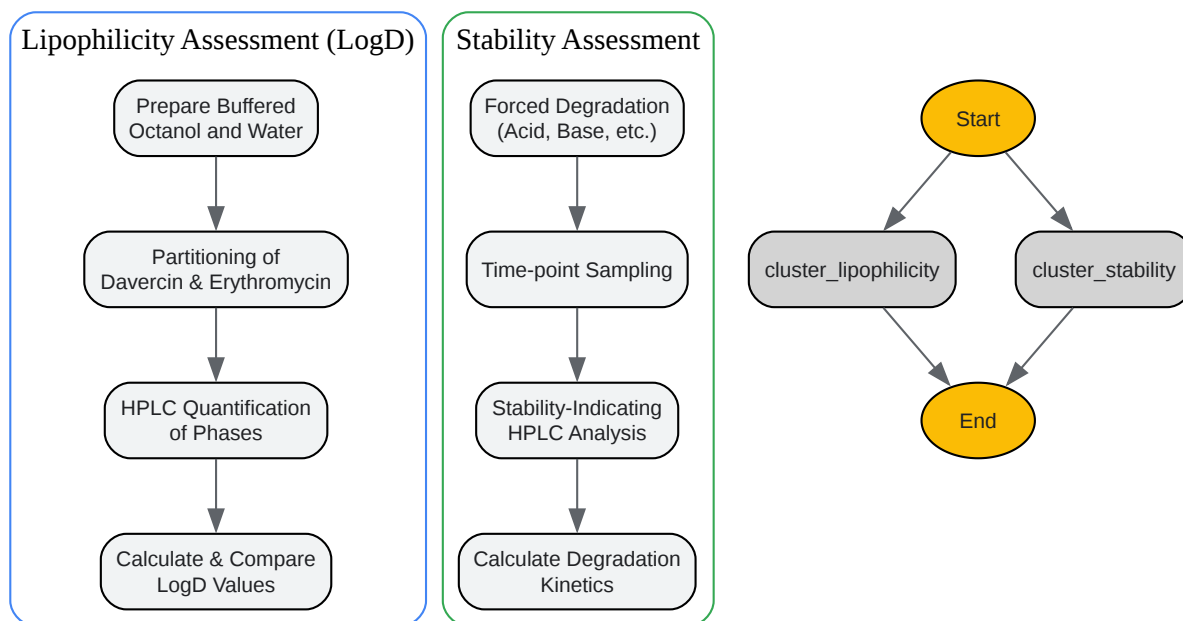 Lipophilicity Assessment (LogD)
Prepare Buffered
Octanol and Water
Partitioning of
Davercin & Erythromycin
HPLC Quantification
of Phases
Calculate & Compare
LogD Values
Stability Assessment
Forced Degradation
(Acid, Base, etc.)
Time-point Sampling
Stability-Indicating
HPLC Analysis
Calculate Degradation
Kinetics
Start
cluster_lipophilicity
cluster_stability
End